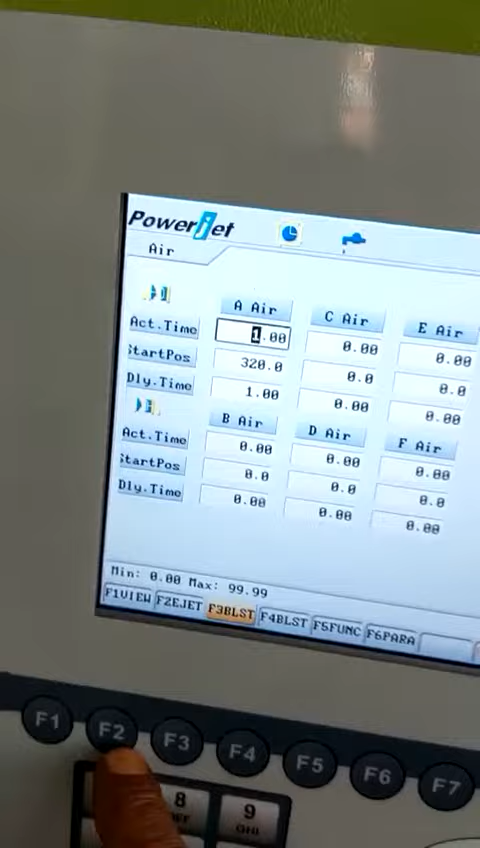 Powerjet
Air
A Air C Air E Air
Act.Time 1.00 0.00 0.00
StartPos 320.0 0.0 0.0
Dly.Time 1.00 0.00 0.00
B Air D Air F Air
Act.Time 0.00 0.00 0.00
StartPos 0.0 0.0 0.0
Dly.Time 0.00 0.00 0.00
Min: 0.00 Max: 99.99
F1VIEW F2EJET F3BLST F4BLST F5FUNC F6PARA
F1 F2 F3 F4 F5 F6 F7
8 9
GHI